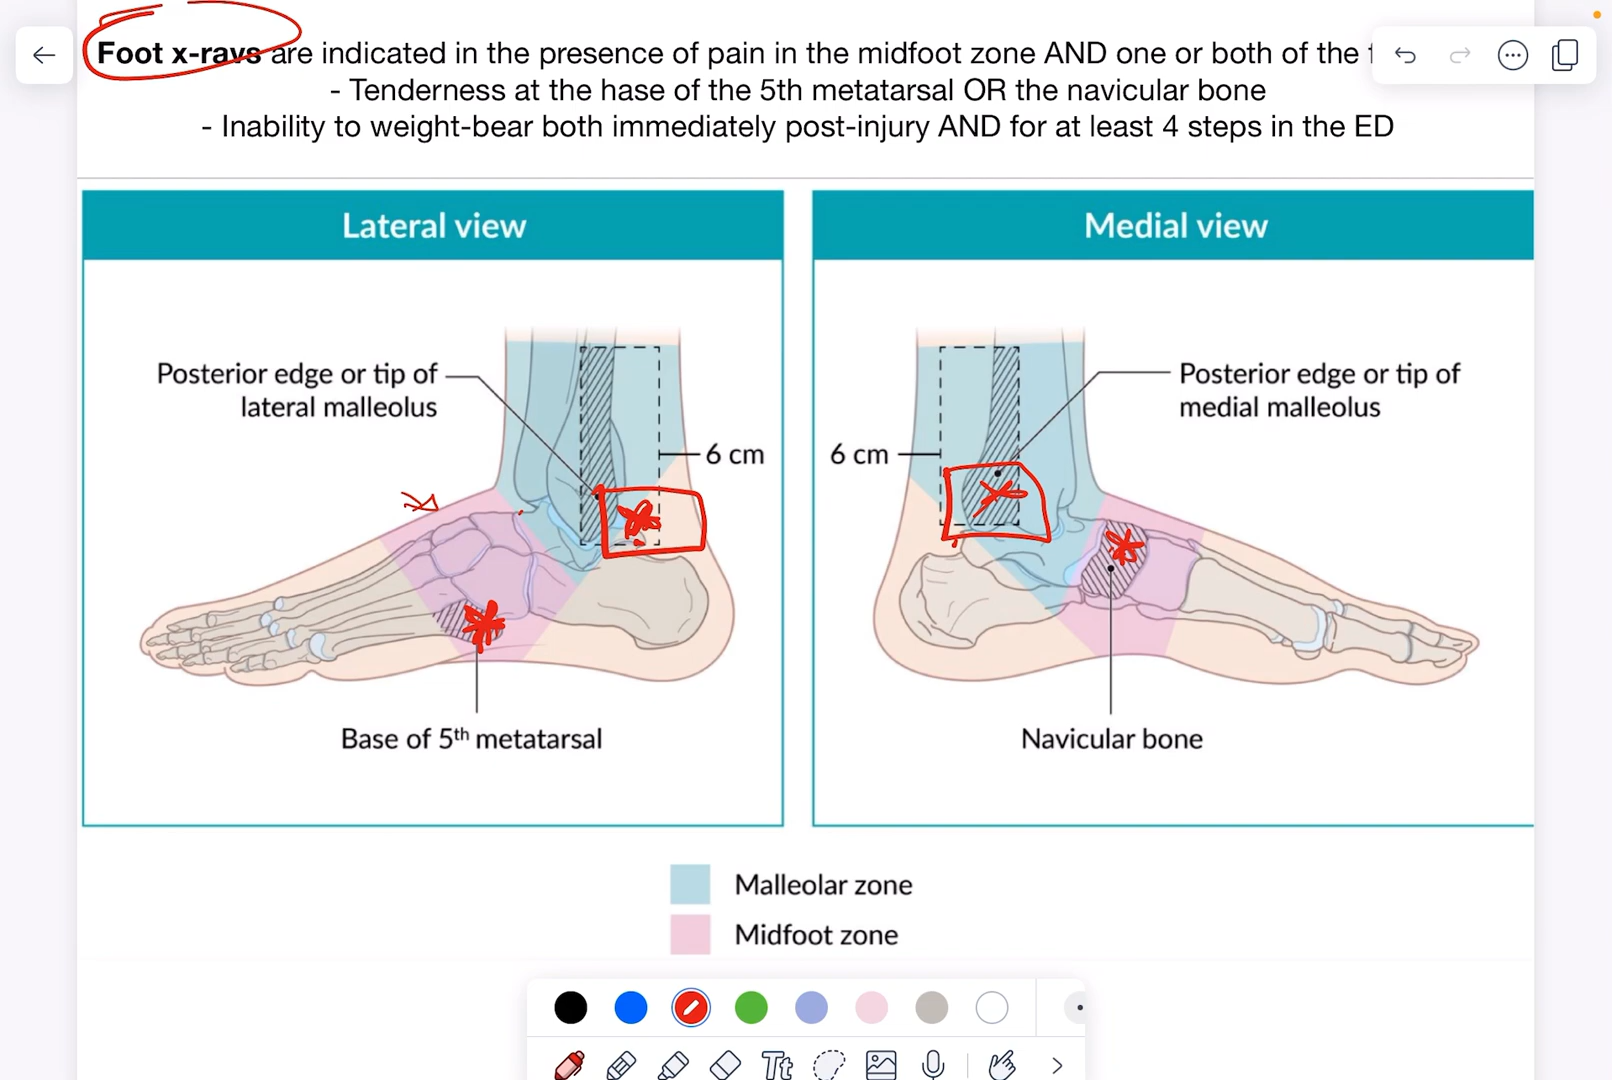 Foot x-rays are indicated in the presence of pain in the midfoot zone AND one or both of the
- Tenderness at the hase of the 5th metatarsal OR the navicular bone
- Inability to weight-bear both immediately post-injury AND for at least 4 steps in the ED
Lateral view
Medial view
Posterior edge or tip of
lateral malleolus
6 cm
Base of 5th metatarsal
6 cm
Posterior edge or tip of
medial malleolus
Navicular bone
Malleolar zone
Midfoot zone
Tt